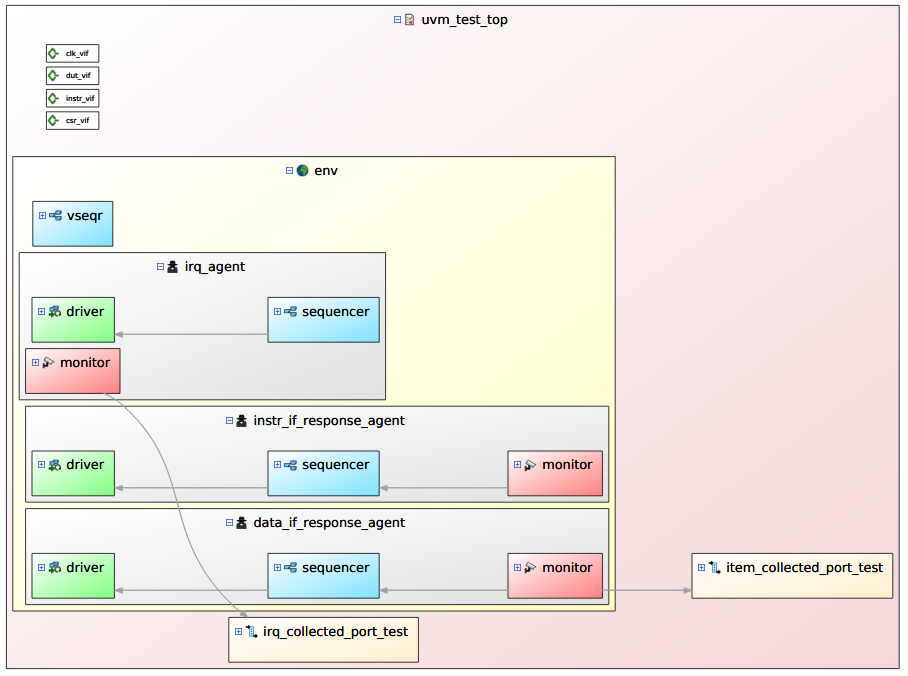 uvm_test_top
clk_vif
dut_vif
instr_vif
csr_vif
env
vseqr
irq_agent
driver
sequencer
monitor
instr_if_response_agent
driver
sequencer
monitor
data_if_response_agent
driver
sequencer
monitor
item_collected_port_test
irq_collected_port_test